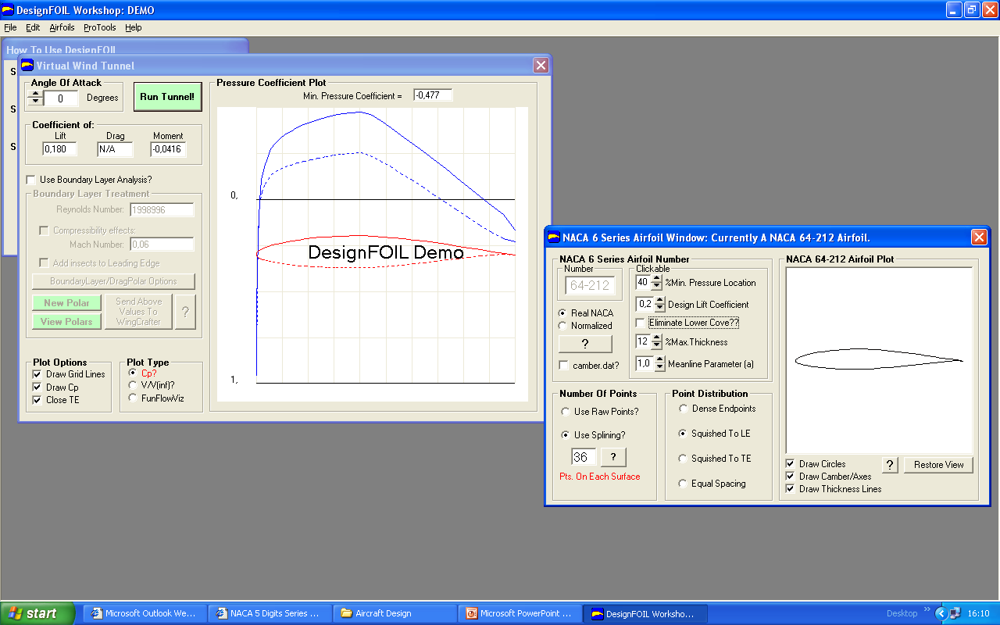 DesignFOIL Workshop: DEMO
File Edit Airfoils ProTools Help
How To Use DesignFOIL
S
S
S
Virtual Wind Tunnel
Angle Of Attack
0 Degrees
Run Tunnel!
Coefficient of:
Lift Drag Moment
0,180 N/A -0,0416
Use Boundary Layer Analysis?
Boundary Layer Treatment
Reynolds Number: 1998996
Compressibility effects:
Mach Number: 0,06
Add insects to Leading Edge
BoundaryLayer/DragPolar Options
New Polar
View Polars
Send Above
Values To
WingCrafter
?
Plot Options
Draw Grid Lines
Draw Cp
Close TE
Plot Type
Cp?
V/V(inf)?
FunFlowViz
Pressure Coefficient Plot
Min. Pressure Coefficient = -0,477
0,
DesignFOIL Demo
1,
NACA 6 Series Airfoil Window: Currently A NACA 64-212 Airfoil.
NACA 6 Series Airfoil Number
Number
64-212
Real NACA
Normalized
?
camber.dat?
Clickable
40 %Min. Pressure Location
0,2 Design Lift Coefficient
Eliminate Lower Cove??
12 %Max.Thickness
1,0 Meanline Parameter (a)
Number Of Points
Use Raw Points?
Use Splining?
36 ?
Pts. On Each Surface
Point Distribution
Dense Endpoints
Squished To LE
Squished To TE
Equal Spacing
NACA 64-212 Airfoil Plot
Draw Circles
Draw Camber/Axes
Draw Thickness Lines
? Restore View
start
Microsoft Outlook We...
NACA 5 Digits Series ...
Aircraft Design
Microsoft PowerPoint ...
DesignFOIL Worksho...
Desktop »
16:10